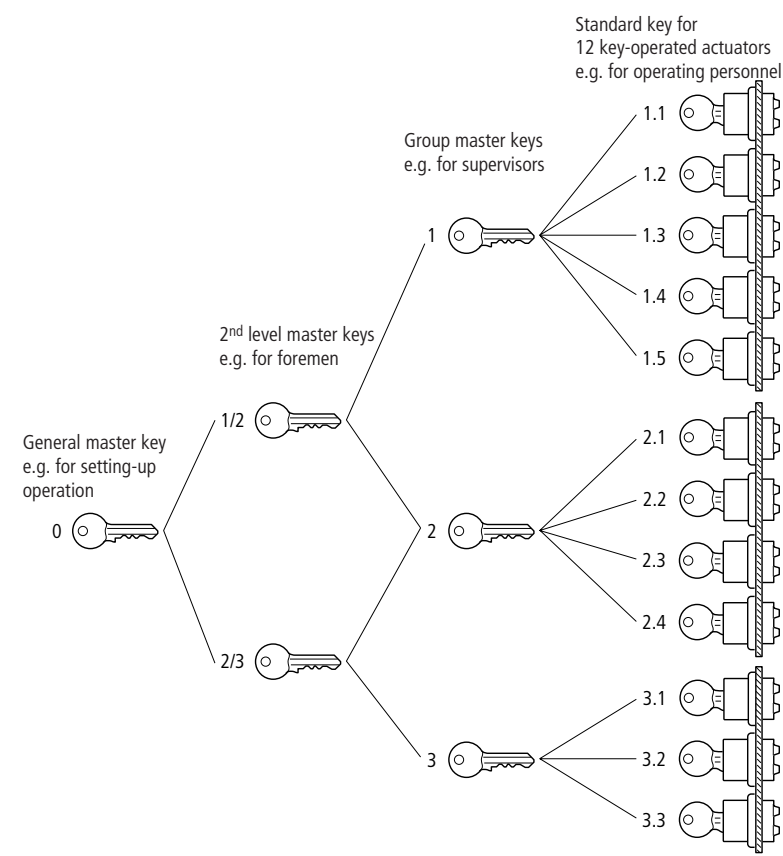 Standard key for
12 key-operated actuators
e.g. for operating personnel
1.1
Group master keys
e.g. for supervisors
1.2
1
1.3
1.4
2nd level master keys
e.g. for foremen
1.5
1/2
General master key
e.g. for setting-up
operation
2.1
2.2
0
2
2.3
2.4
2/3
3.1
3
3.2
3.3